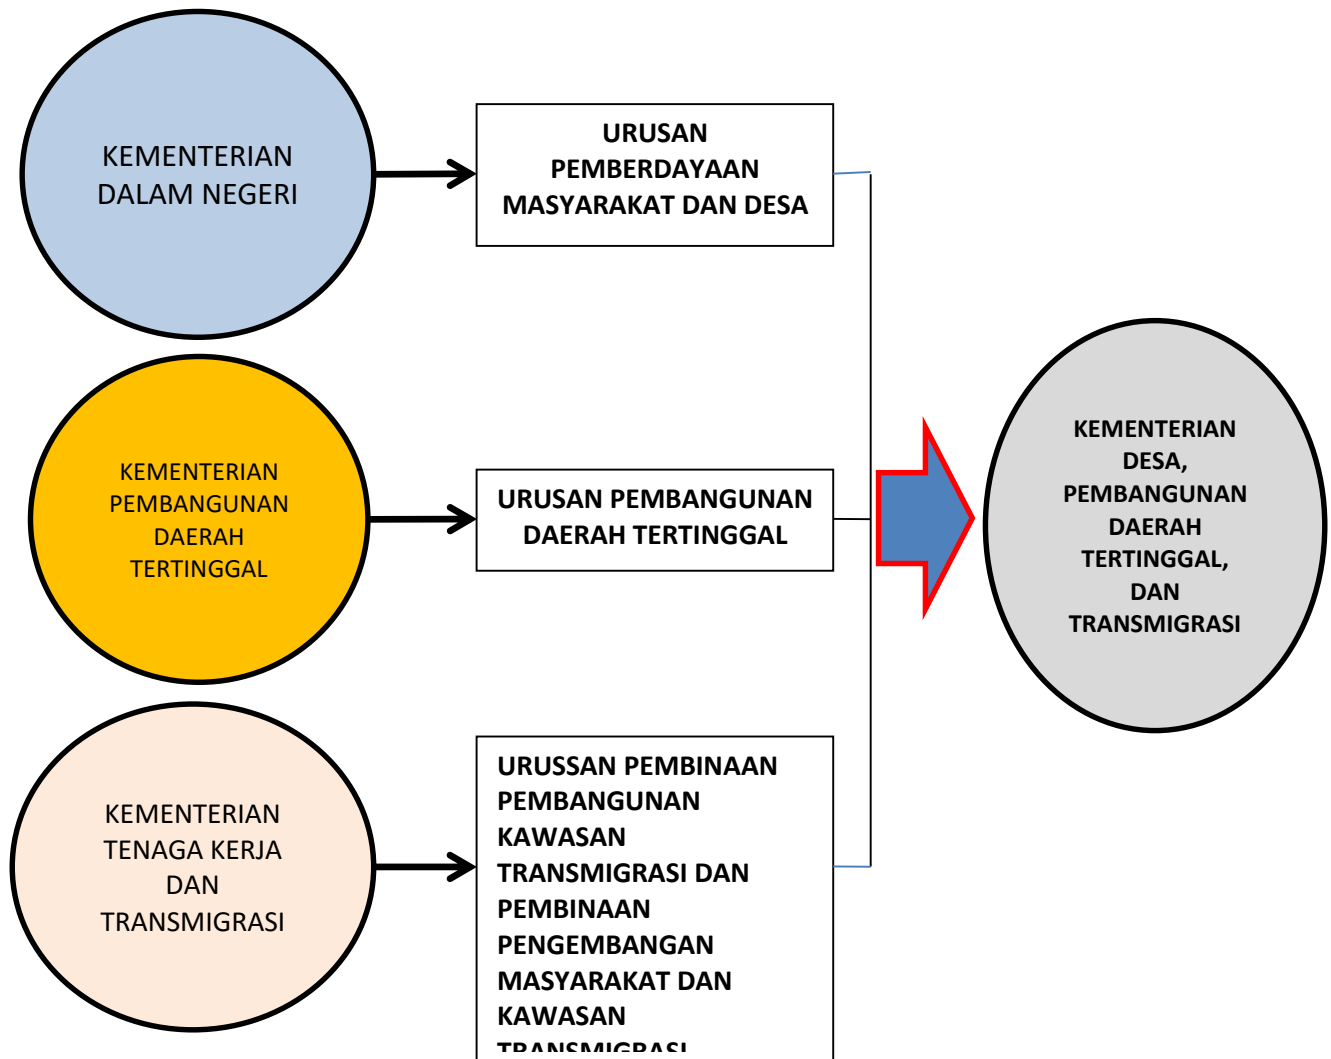 KEMENTERIAN
DALAM NEGERI
URUSAN
PEMBERDAYAAN
MASYARAKAT DAN DESA
KEMENTERIAN
PEMBANGUNAN
DAERAH
TERTINGGAL
URUSAN PEMBANGUNAN
DAERAH TERTINGGAL
KEMENTERIAN
TENAGA KERJA
DAN
TRANSMIGRASI
URUSSAN PEMBINAAN
PEMBANGUNAN
KAWASAN
TRANSMIGRASI DAN
PEMBINAAN
PENGEMBANGAN
MASYARAKAT DAN
KAWASAN
TRANSMIGRASI
KEMENTERIAN
DESA,
PEMBANGUNAN
DAERAH
TERTINGGAL,
DAN
TRANSMIGRASI